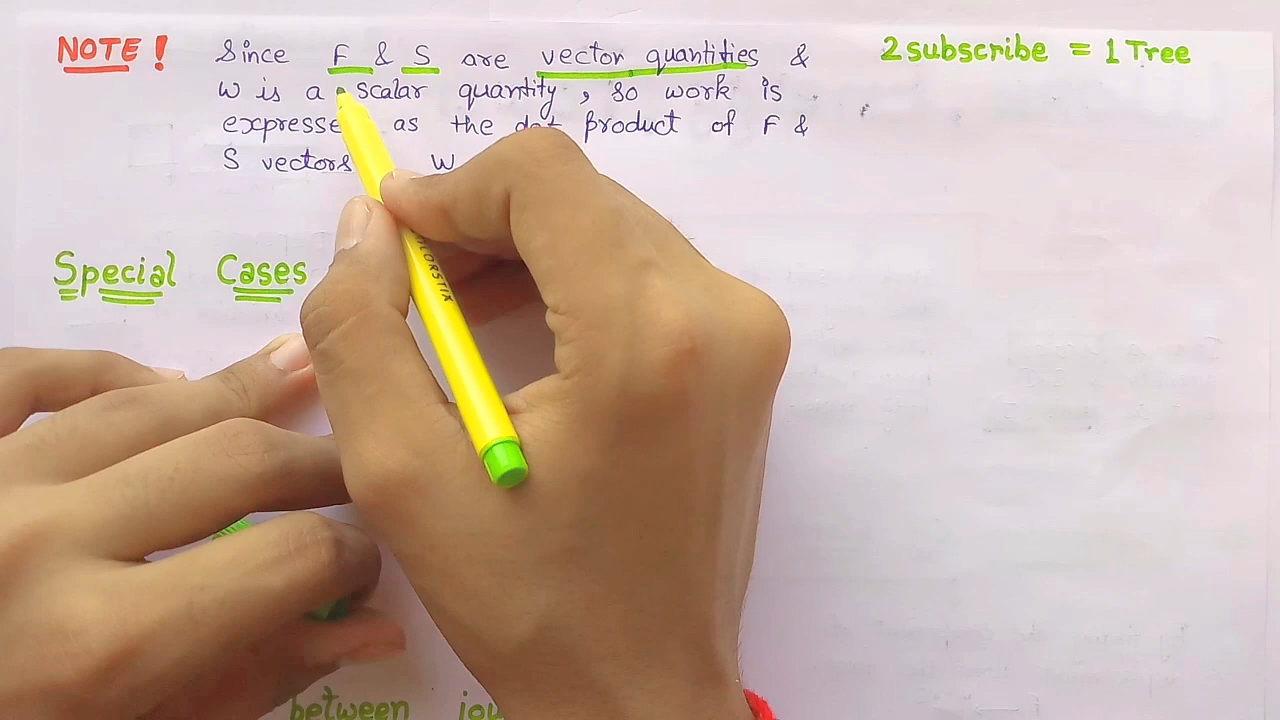 NOTE! Since F & S are vector quantities & 2 subscribe = 1 Tree
W is a scalar quantity, so work is
as the product of F &
S vectors W
Special Cases
COLORSTIX
between